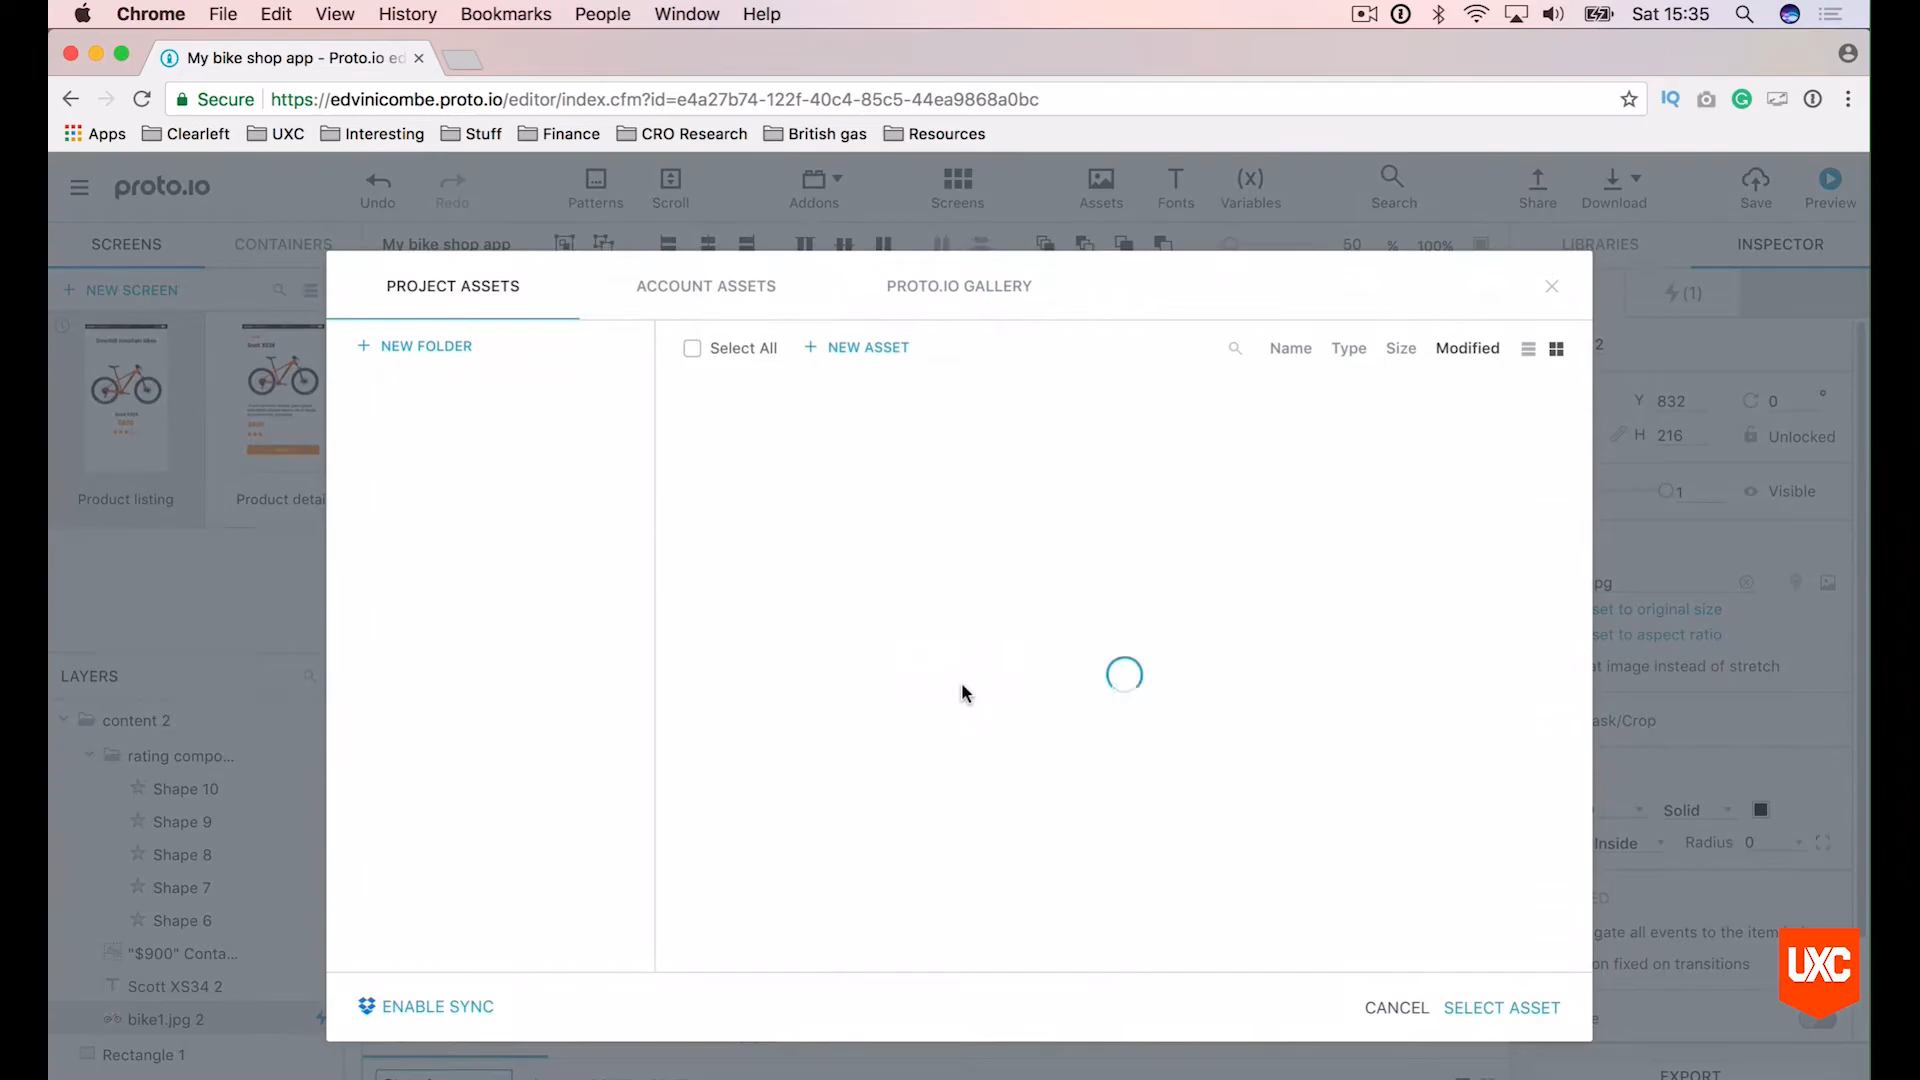 Chrome File Edit View History Bookmarks People Window Help Sat 15:35
My bike shop app - Proto.io ed
Secure https://edvinicombe.proto.io/editor/index.cfm?id=e4a27b74-122f-40c4-85c5-44ea9868a0bc
Apps Clearleft UXC Interesting Stuff Finance CRO Research British gas Resources
proto.io Undo Redo Patterns Scroll Addons Screens Assets Fonts (x) Variables Search Share Download Save Preview
SCREENS CONTAINERS My bike shop app 50 % 100% LIBRARIES INSPECTOR
+ NEW SCREEN
PROJECT ASSETS ACCOUNT ASSETS PROTO.IO GALLERY
(1)
+ NEW FOLDER
Select All + NEW ASSET Name Type Size Modified
2
Y 832 0 °
H 216 Unlocked
1 Visible
Product listing Product detai
pg
set to original size
set to aspect ratio
at image instead of stretch
ask/Crop
Solid
Inside Radius 0
gate all events to the item
on fixed on transitions
LAYERS
content 2
rating compo...
Shape 10
Shape 9
Shape 8
Shape 7
Shape 6
"$900" Conta...
Scott XS34 2
bike1.jpg 2
Rectangle 1
ENABLE SYNC
CANCEL SELECT ASSET
UXC
EXPORT